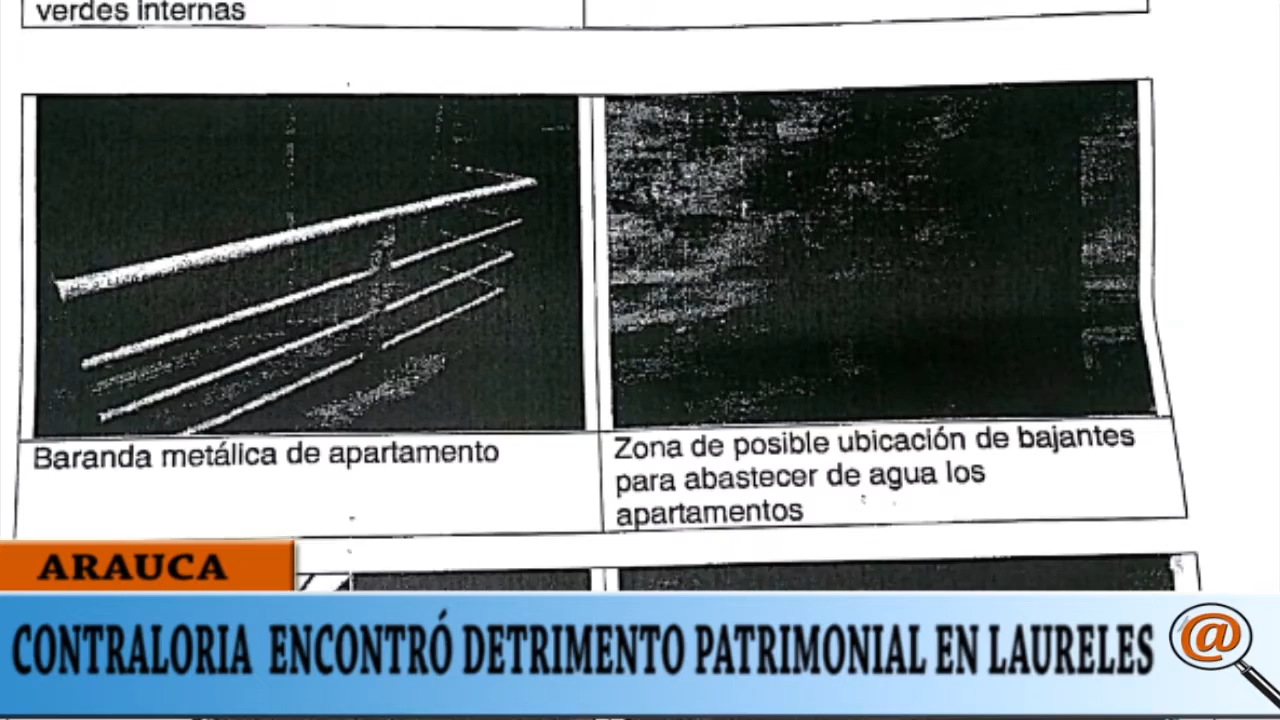 verdes internas
Baranda metálica de apartamento
Zona de posible ubicación de bajantes
para abastecer de agua los
apartamentos
ARAUCA
CONTRALORIA ENCONTRÓ DETRIMENTO PATRIMONIAL EN LAURELES
@